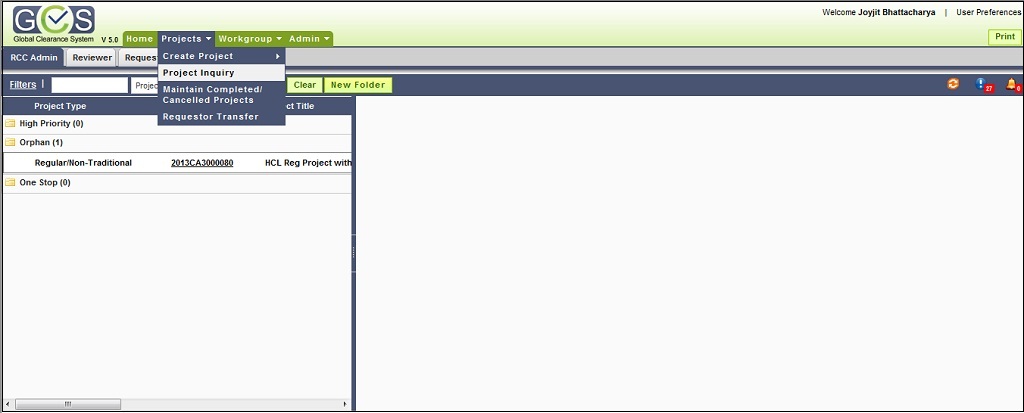 GCS
Global Clearance System V 5.0
Welcome Joyjit Bhattacharya | User Preferences
Home Projects Workgroup Admin
Print
RCC Admin Reviewer Reques
Create Project
Project Inquiry
Maintain Completed/
Cancelled Projects
Requestor Transfer
Filters | Projec Clear New Folder
27
0
Project Type ct Title
High Priority (0)
Orphan (1)
Regular/Non-Traditional 2013CA3000080 HCL Reg Project with
One Stop (0)